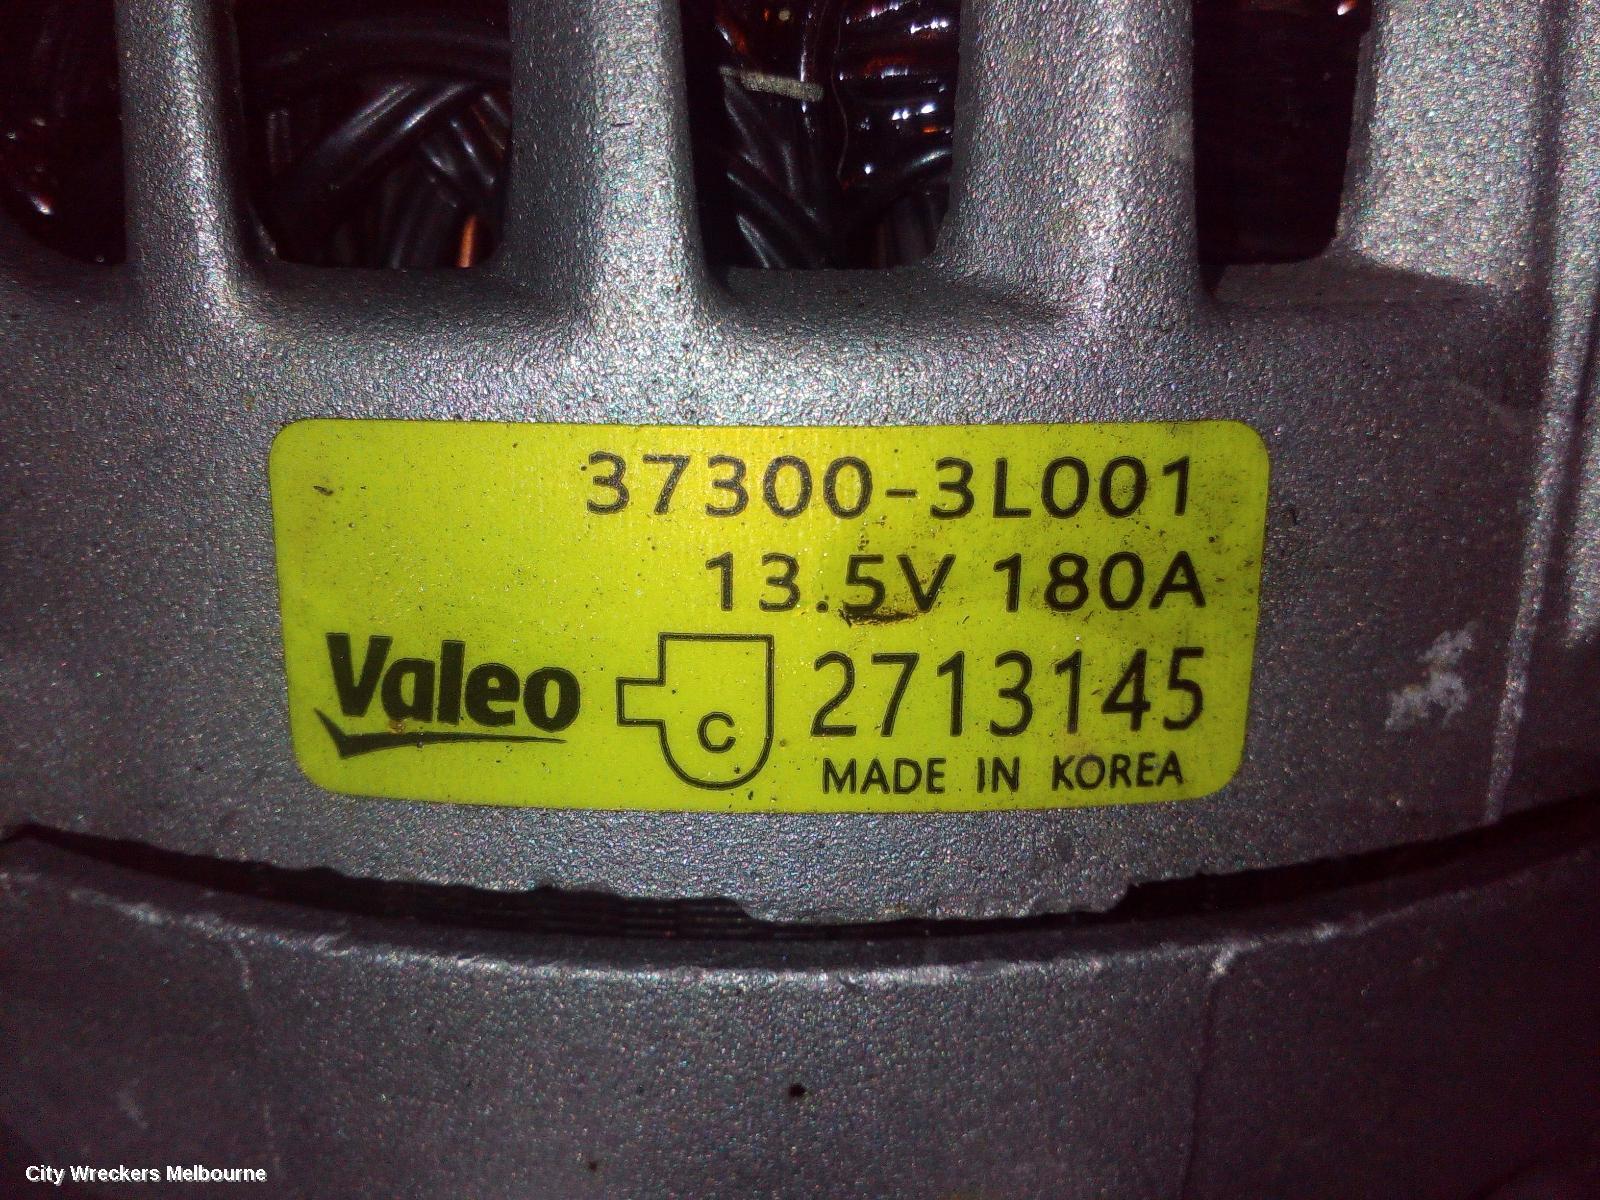 37300-3L001
13.5V 180A
Valeo C 2713145
MADE IN KOREA
City Wreckers Melbourne